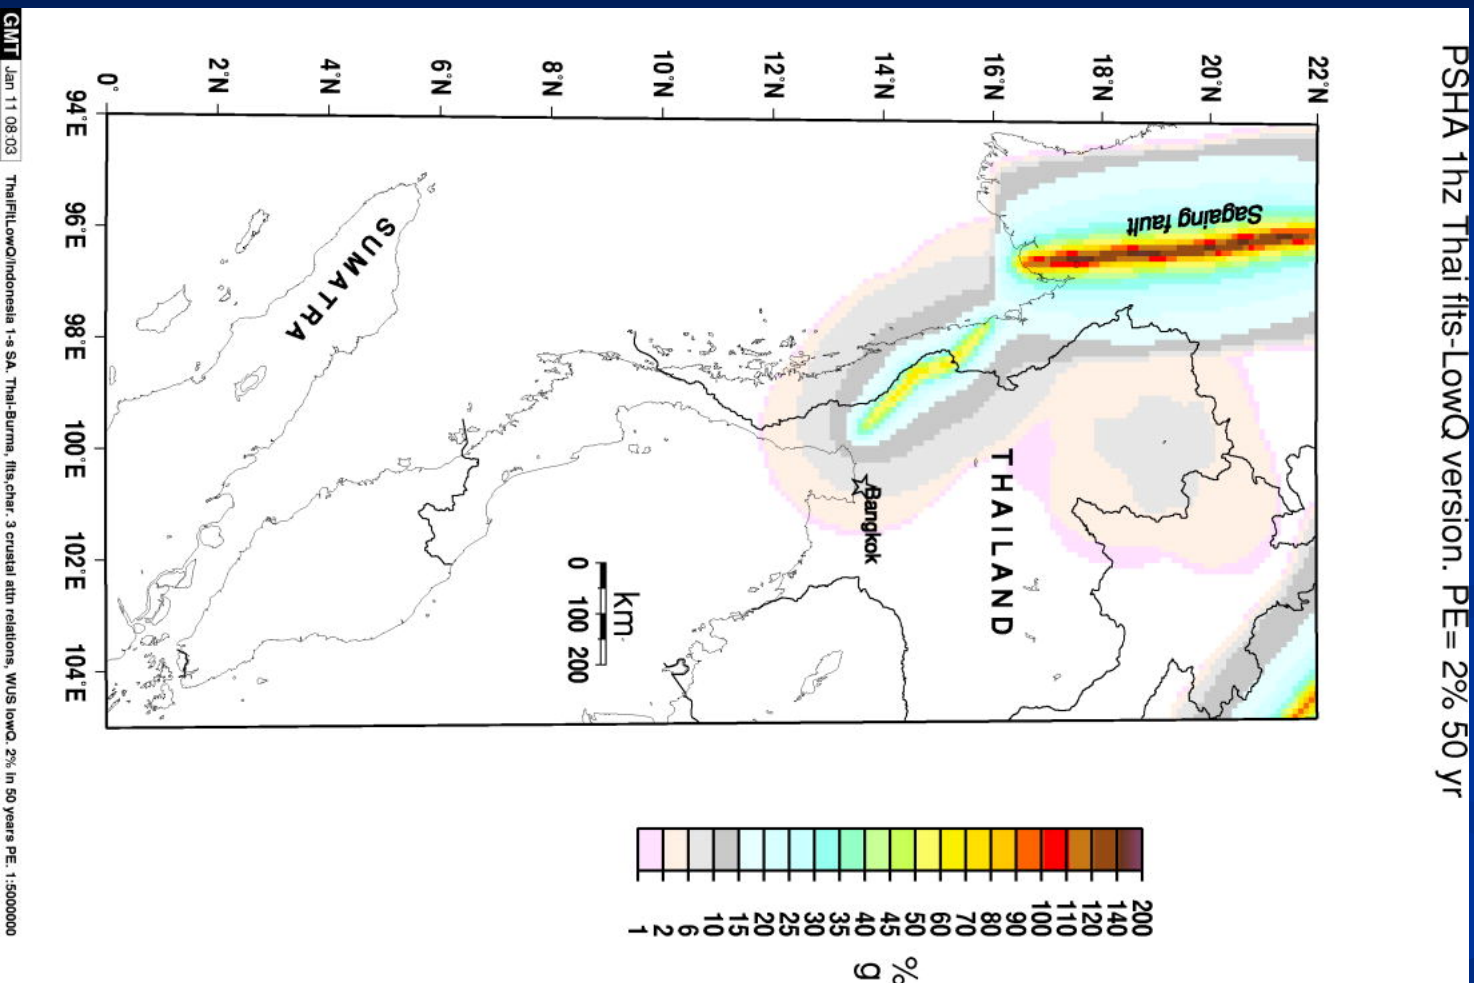 PSHA 1hz Thai flts-LowQ version. PE= 2% 50 yr
22°N
20°N
18°N
16°N
14°N
12°N
10°N
8°N
6°N
4°N
2°N
0°
94°E
96°E
98°E
100°E
102°E
104°E
Sagaing fault
THAILAND
Bangkok
SUMATRA
km
0 100 200
1
2
6
10
15
20
25
30
35
40
45
50
60
70
80
90
100
110
120
140
200
% g
GMT Jan 11 08:03 ThaiFltLowQ/Indonesia 1-s SA. Thai-Burma, flts,char. 3 crustal attn relations, WUS lowQ. 2% in 50 years PE. 1:5000000